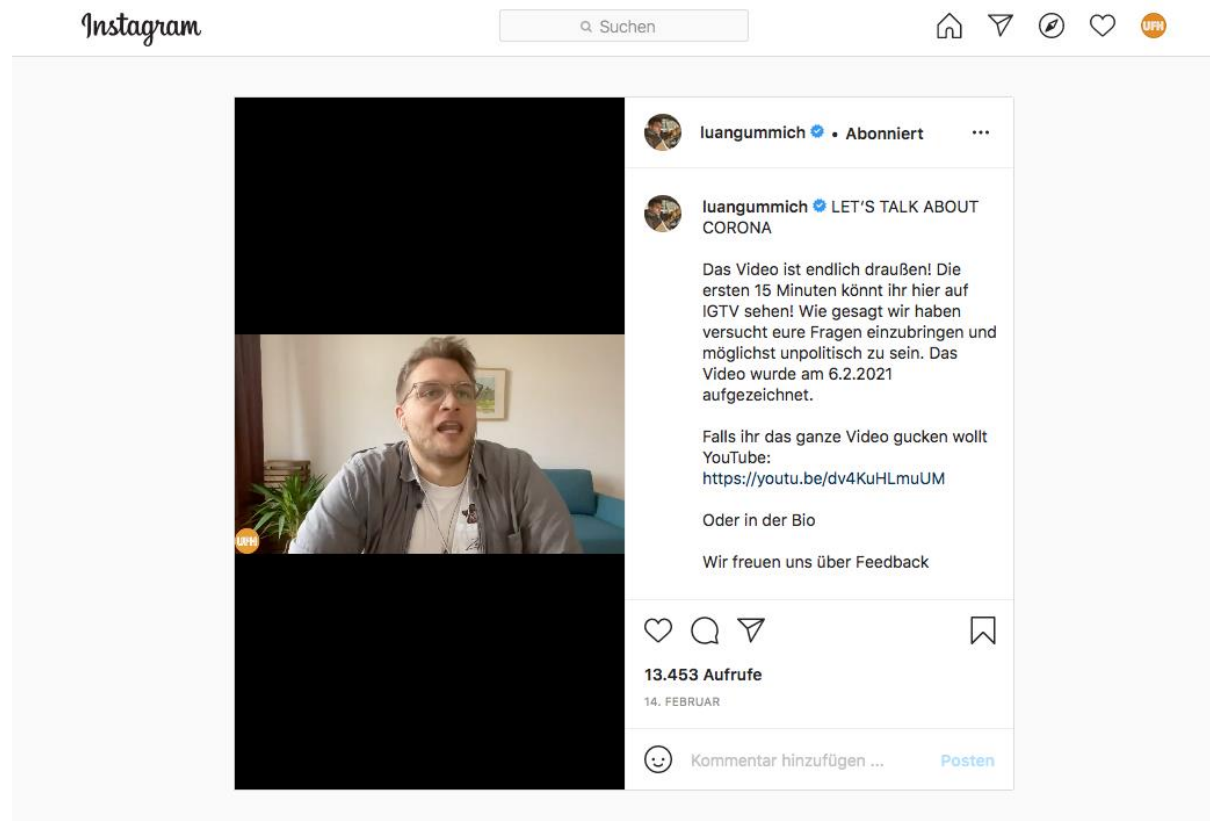 Instagram
Suchen
UFH
luangummich • Abonniert
luangummich LET'S TALK ABOUT
CORONA
Das Video ist endlich draußen! Die
ersten 15 Minuten könnt ihr hier auf
IGTV sehen! Wie gesagt wir haben
versucht eure Fragen einzubringen und
möglichst unpolitisch zu sein. Das
Video wurde am 6.2.2021
aufgezeichnet.
Falls ihr das ganze Video gucken wollt
YouTube:
https://youtu.be/dv4KuHLmuUM
Oder in der Bio
Wir freuen uns über Feedback
UFH
13.453 Aufrufe
14. FEBRUAR
Kommentar hinzufügen ...
Posten